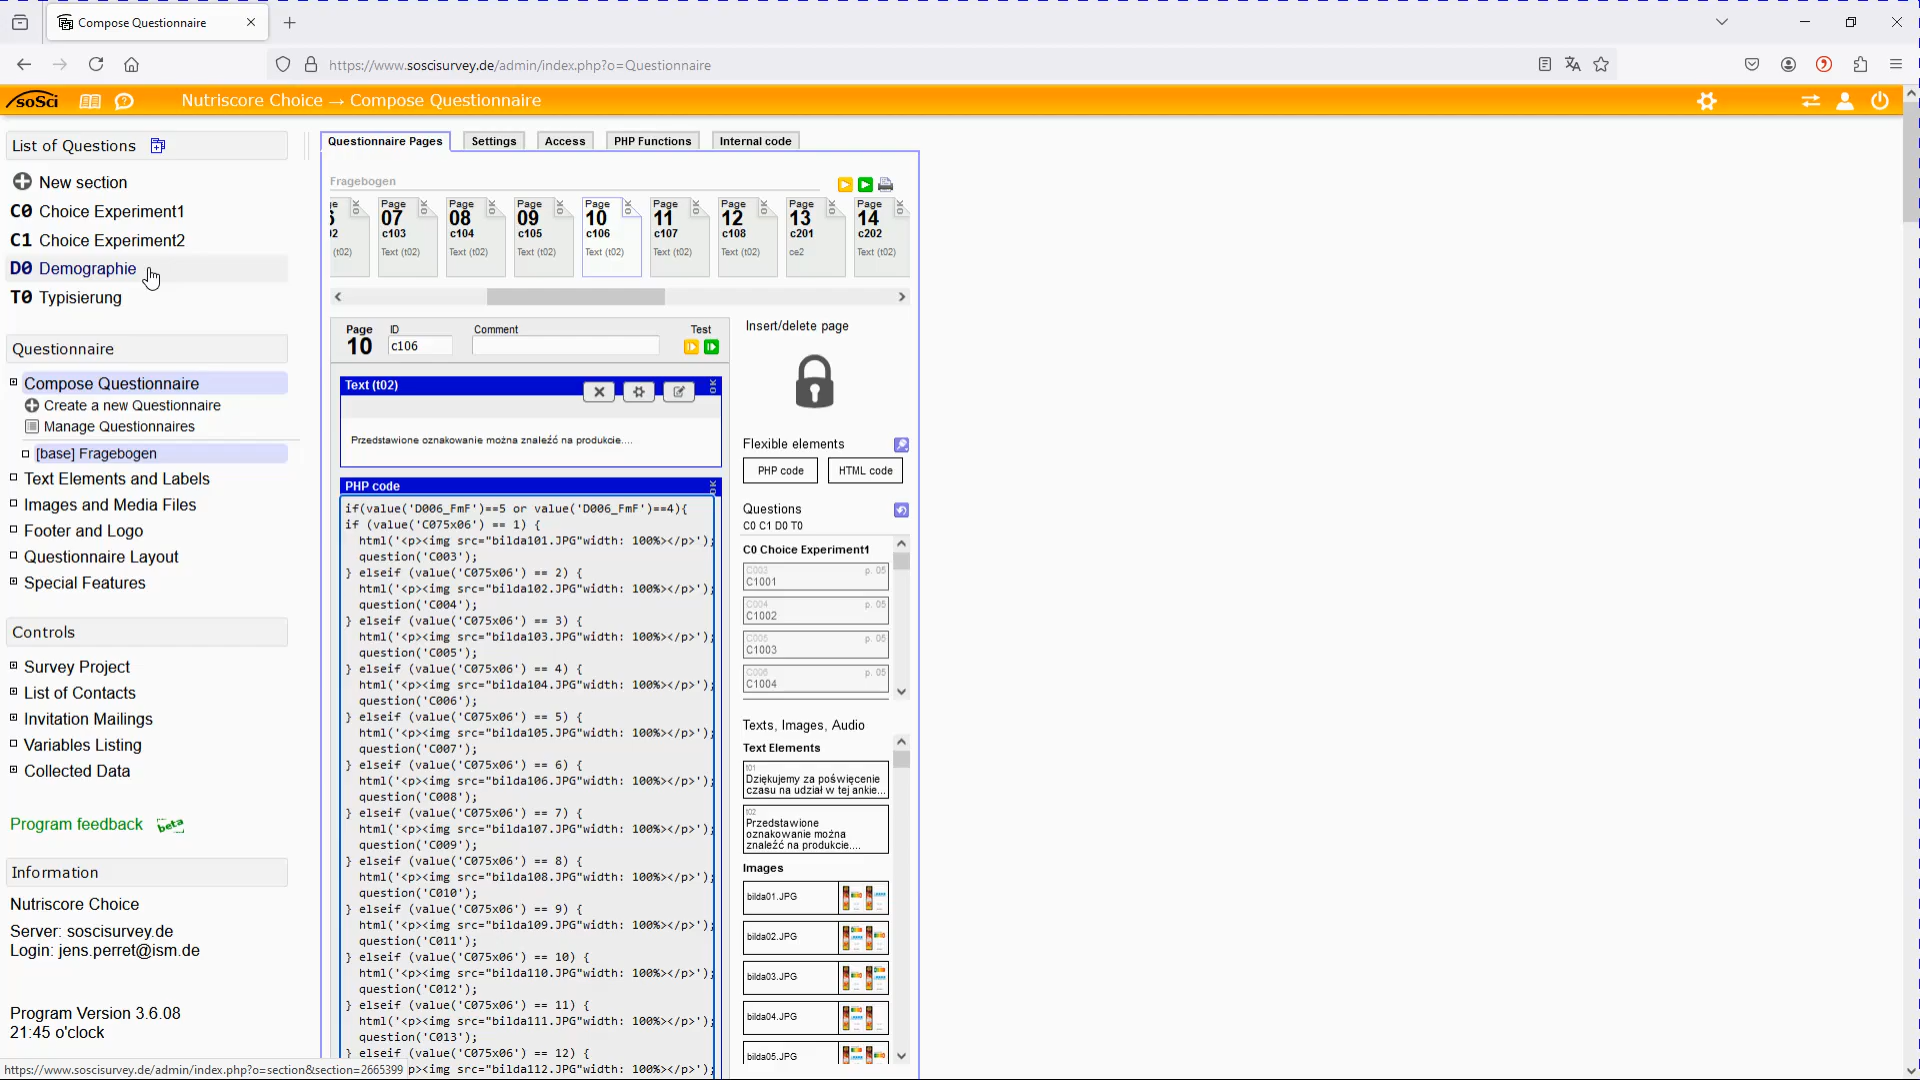 Compose Questionnaire
https://www.soscisurvey.de/admin/index.php?o=Questionnaire
soSci
Nutriscore Choice → Compose Questionnaire
List of Questions
New section
C0 Choice Experiment1
C1 Choice Experiment2
D0 Demographie
T0 Typisierung
Questionnaire
Compose Questionnaire
Create a new Questionnaire
Manage Questionnaires
[base] Fragebogen
Text Elements and Labels
Images and Media Files
Footer and Logo
Questionnaire Layout
Special Features
Controls
Survey Project
List of Contacts
Invitation Mailings
Variables Listing
Collected Data
Program feedback beta
Information
Nutriscore Choice
Server: soscisurvey.de
Login: jens.perret@ism.de
Program Version 3.6.08
21:45 o'clock
https://www.soscisurvey.de/admin/index.php?o=section&section=2665399
Questionnaire Pages
Settings
Access
PHP Functions
Internal code
Fragebogen
Page 07 c103 Text (t02)
Page 08 c104 Text (t02)
Page 09 c105 Text (t02)
Page 10 c106 Text (t02)
Page 11 c107 Text (t02)
Page 12 c108 Text (t02)
Page 13 c201 ce2
Page 14 c202 Text (t02)
Page ID Comment Test
10 c106
Text (t02)
Przedstawione oznakowanie można znaleźć na produkcie....
PHP code
if(value('D006_FmF')==5 or value('D006_FmF')==4){
if (value('C075x06') == 1) {
html('<p><img src="bilda101.JPG"width: 100%></p>');
question('C003');
} elseif (value('C075x06') == 2) {
html('<p><img src="bilda102.JPG"width: 100%></p>');
question('C004');
} elseif (value('C075x06') == 3) {
html('<p><img src="bilda103.JPG"width: 100%></p>');
question('C005');
} elseif (value('C075x06') == 4) {
html('<p><img src="bilda104.JPG"width: 100%></p>');
question('C006');
} elseif (value('C075x06') == 5) {
html('<p><img src="bilda105.JPG"width: 100%></p>');
question('C007');
} elseif (value('C075x06') == 6) {
html('<p><img src="bilda106.JPG"width: 100%></p>');
question('C008');
} elseif (value('C075x06') == 7) {
html('<p><img src="bilda107.JPG"width: 100%></p>');
question('C009');
} elseif (value('C075x06') == 8) {
html('<p><img src="bilda108.JPG"width: 100%></p>');
question('C010');
} elseif (value('C075x06') == 9) {
html('<p><img src="bilda109.JPG"width: 100%></p>');
question('C011');
} elseif (value('C075x06') == 10) {
html('<p><img src="bilda110.JPG"width: 100%></p>');
question('C012');
} elseif (value('C075x06') == 11) {
html('<p><img src="bilda111.JPG"width: 100%></p>');
question('C013');
} elseif (value('C075x06') == 12) {
p><img src="bilda112.JPG"width: 100%></p>');
Insert/delete page
Flexible elements
PHP code
HTML code
Questions
C0 C1 D0 T0
C0 Choice Experiment1
C003 p. 05
C1001
C004 p. 05
C1002
C005 p. 05
C1003
C006 p. 05
C1004
Texts, Images, Audio
Text Elements
t01
Dziękujemy za poświęcenie
czasu na udział w tej ankie...
t02
Przedstawione
oznakowanie można
znaleźć na produkcie....
Images
bilda01.JPG
bilda02.JPG
bilda03.JPG
bilda04.JPG
bilda05.JPG